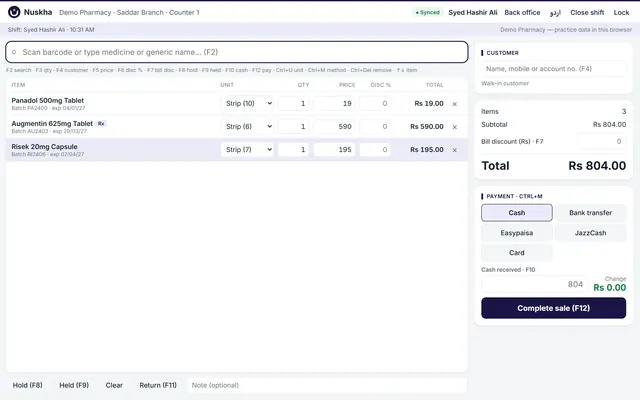 Nuskha Demo Pharmacy · Saddar Branch · Counter 1 Synced Syed Hashir Ali Back office اردو Close shift Lock
Shift: Syed Hashir Ali · 10:31 AM Demo Pharmacy — practice data in this browser
Scan barcode or type medicine or generic name... (F2)
F2 search · F3 qty · F4 customer · F5 price · F6 disc % · F7 bill disc · F8 hold · F9 held · F10 cash · F12 pay · Ctrl+U unit · Ctrl+M method · Ctrl+Del remove · ↑↓ item
ITEM UNIT QTY PRICE DISC % TOTAL
Panadol 500mg Tablet Strip (10) 1 19 0 Rs 19.00 ×
Batch PA2400 · exp 04/01/27
Augmentin 625mg Tablet Rx Strip (6) 1 590 0 Rs 590.00 ×
Batch AU2403 · exp 29/03/27
Risek 20mg Capsule Strip (7) 1 195 0 Rs 195.00 ×
Batch RI2406 · exp 07/04/27
CUSTOMER
Name, mobile or account no. (F4)
Walk-in customer
Items 3
Subtotal Rs 804.00
Bill discount (Rs) · F7 0
Total Rs 804.00
PAYMENT · CTRL+M
Cash Bank transfer
Easypaisa JazzCash
Card
Cash received · F10
804 Change
Rs 0.00
Complete sale (F12)
Hold (F8) Held (F9) Clear Return (F11) Note (optional)